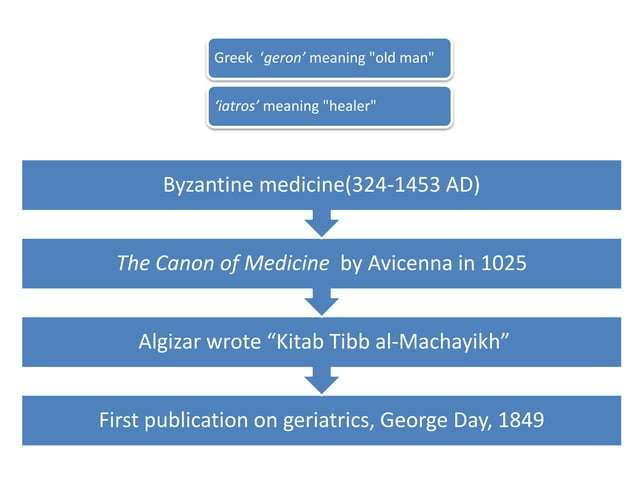 Greek ‘geron’ meaning "old man"
‘iatros’ meaning "healer"
Byzantine medicine(324-1453 AD)
The Canon of Medicine by Avicenna in 1025
Algizar wrote “Kitab Tibb al-Machayikh”
First publication on geriatrics, George Day, 1849